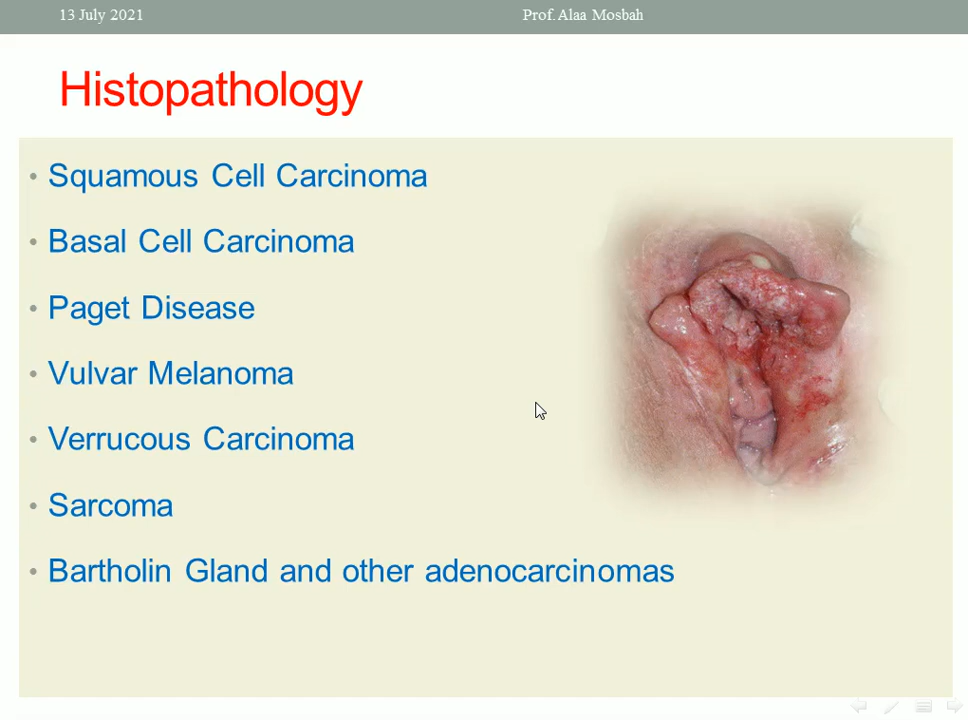 13 July 2021 Prof. Alaa Mosbah
Histopathology
• Squamous Cell Carcinoma
• Basal Cell Carcinoma
• Paget Disease
• Vulvar Melanoma
• Verrucous Carcinoma
• Sarcoma
• Bartholin Gland and other adenocarcinomas